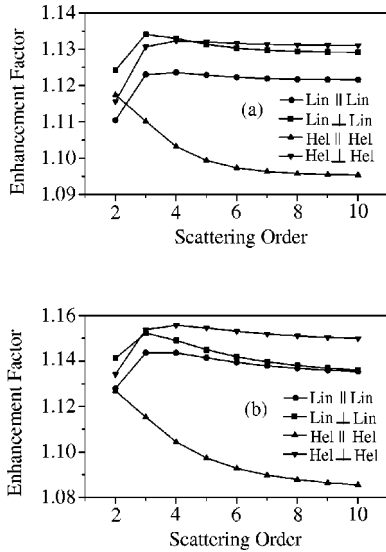 1.14
1.13
1.12
1.11
1.10
1.09
Enhancement Factor
(a)
Lin || Lin
Lin ⊥ Lin
Hel || Hel
Hel ⊥ Hel
2 4 6 8 10
Scattering Order
1.16
1.14
1.12
1.10
1.08
Enhancement Factor
(b)
Lin || Lin
Lin ⊥ Lin
Hel || Hel
Hel ⊥ Hel
2 4 6 8 10
Scattering Order